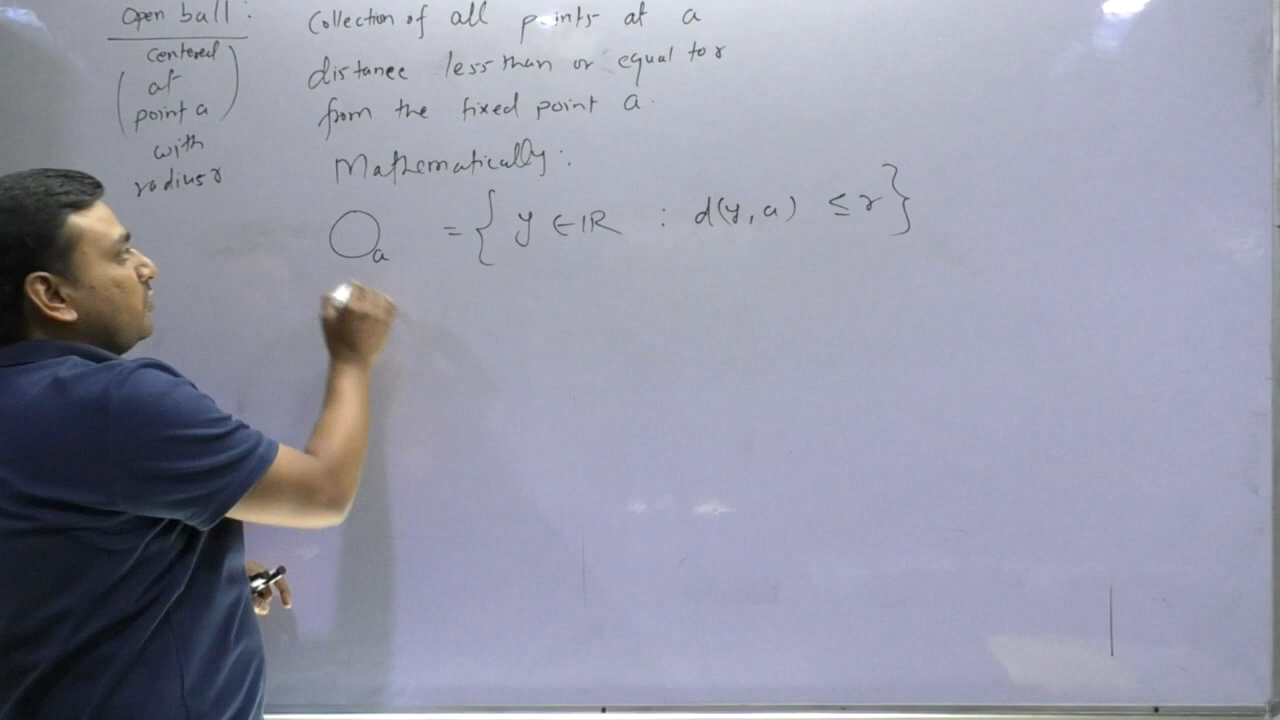 Open ball:
(centered at point a) with radius r
Collection of all points at a
distance less than or equal to r
from the fixed point a.
Mathematically:
O_a = { y ∈ IR : d(y, a) ≤ r }